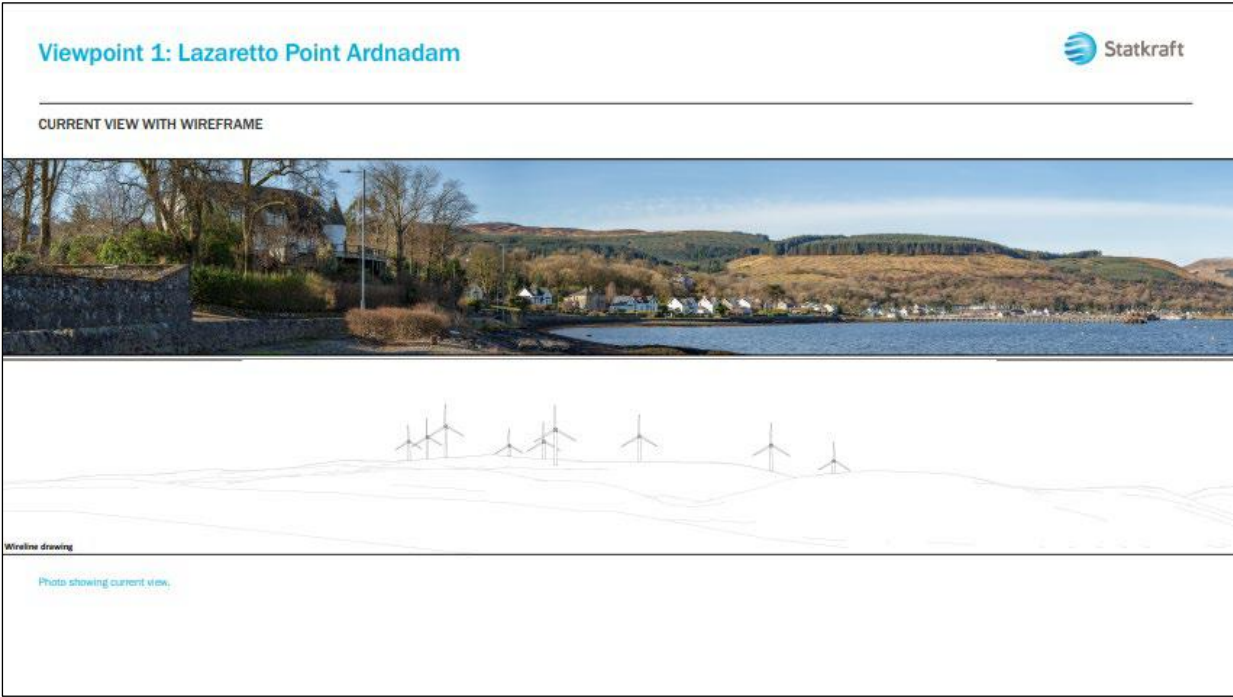 Viewpoint 1: Lazaretto Point Ardnadam
Statkraft
CURRENT VIEW WITH WIREFRAME
Wireline drawing
Photo showing current view.